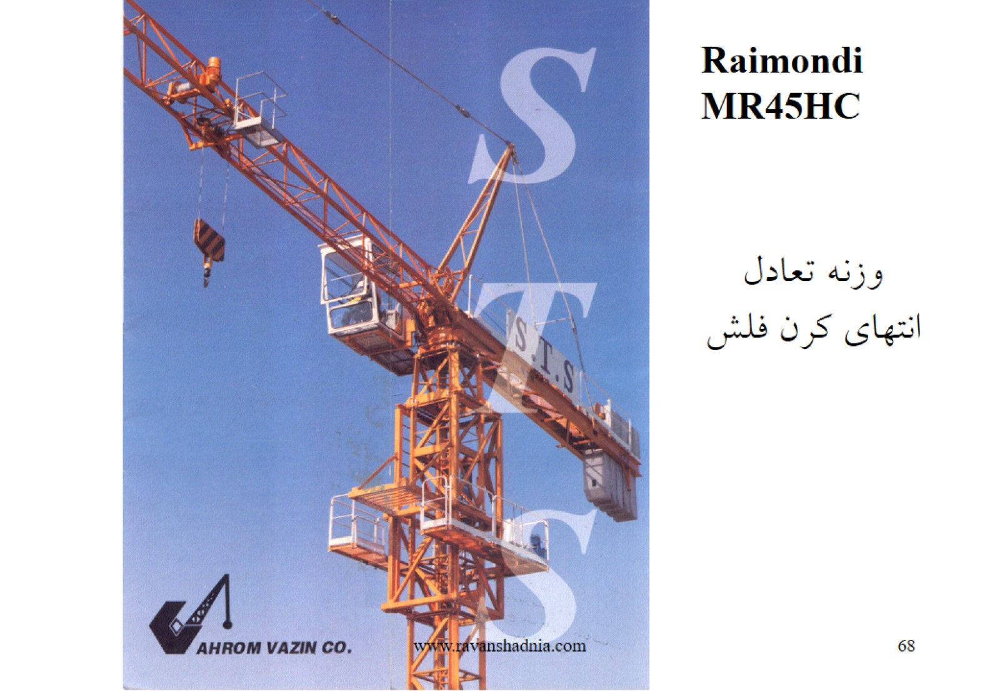 Raimondi
MR45HC
وزنه تعادل
انتهای کرن فلش
S
T
S
S.T.S
AHROM VAZIN CO.
www.ravanshadnia.com
68